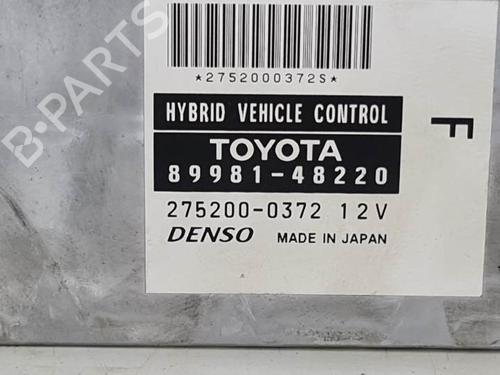 *2752000372S*
HYBRID VEHICLE CONTROL
TOYOTA
89981-48220
275200-0372 12V
DENSO MADE IN JAPAN
F
B-PARTS